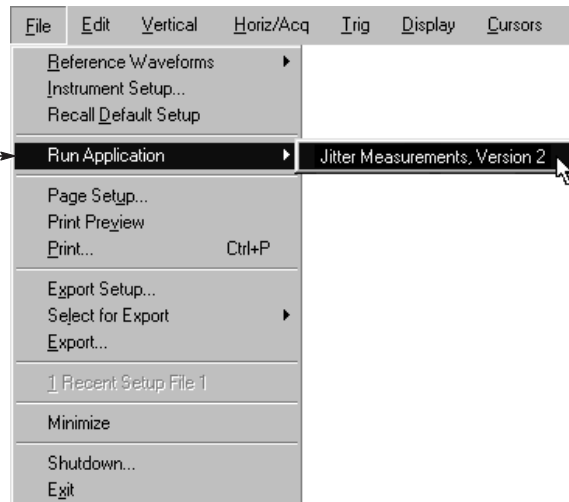 File Edit Vertical Horiz/Acq Trig Display Cursors
Reference Waveforms
Instrument Setup...
Recall Default Setup
Run Application
Jitter Measurements, Version 2
Page Setup...
Print Preview
Print... Ctrl+P
Export Setup...
Select for Export
Export...
1 Recent Setup File 1
Minimize
Shutdown...
Exit